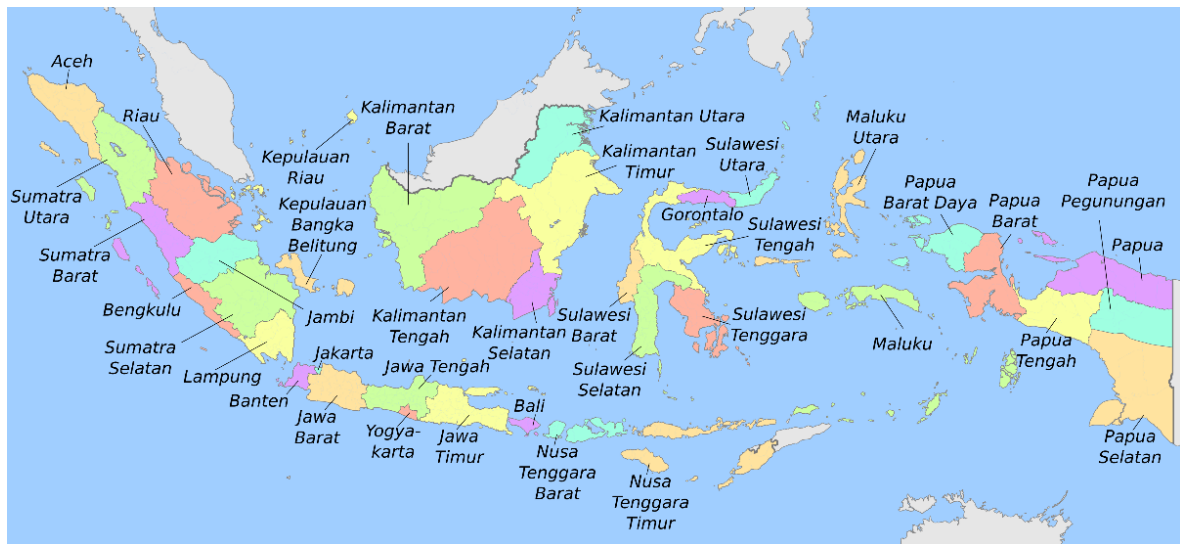 Aceh
Riau
Sumatra
Utara
Sumatra
Barat
Bengkulu
Sumatra
Selatan
Lampung
Jambi
Kepulauan
Riau
Kepulauan
Bangka
Belitung
Banten
Jakarta
Jawa
Barat
Jawa Tengah
Yogya-
karta
Jawa
Timur
Bali
Nusa
Tenggara
Barat
Nusa
Tenggara
Timur
Kalimantan
Barat
Kalimantan
Tengah
Kalimantan
Selatan
Kalimantan Utara
Kalimantan
Timur
Sulawesi
Utara
Gorontalo
Sulawesi
Tengah
Sulawesi
Barat
Sulawesi
Selatan
Sulawesi
Tenggara
Maluku
Utara
Maluku
Papua
Barat Daya
Papua
Barat
Papua
Pegunungan
Papua
Papua
Tengah
Papua
Selatan